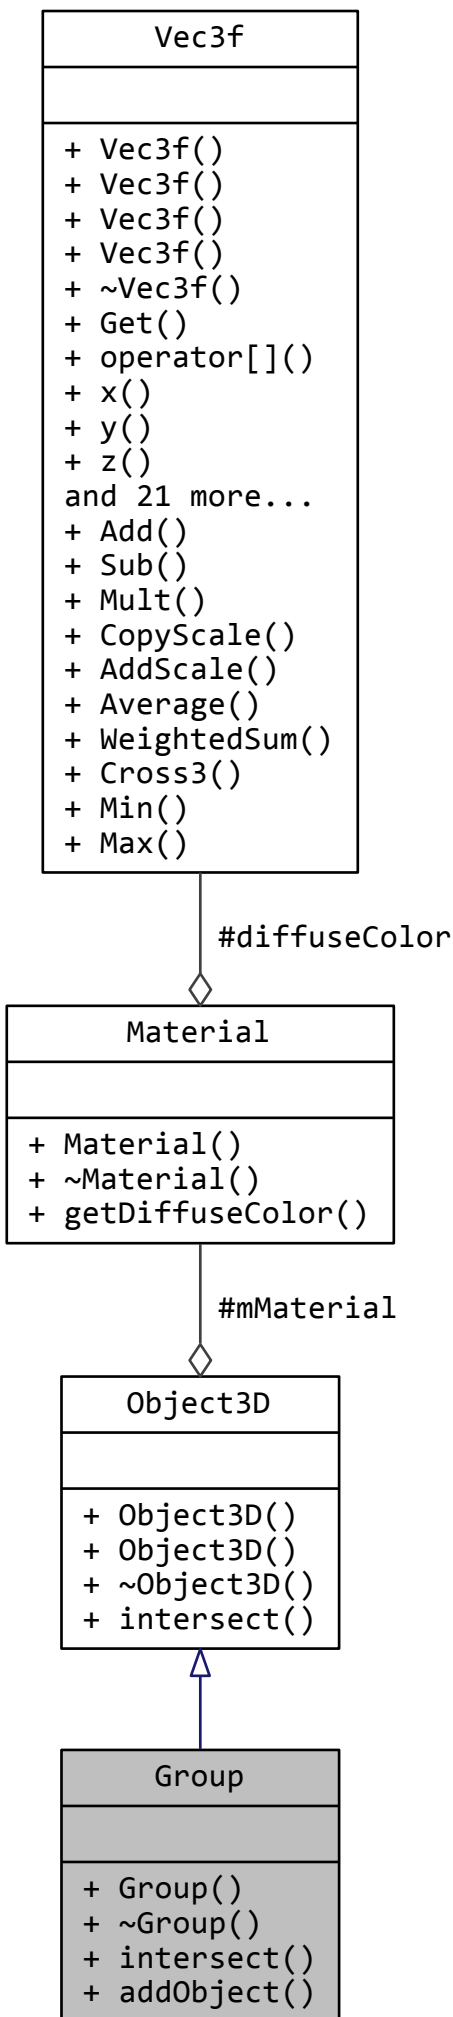 Vec3f
+ Vec3f()
+ Vec3f()
+ Vec3f()
+ Vec3f()
+ ~Vec3f()
+ Get()
+ operator[]()
+ x()
+ y()
+ z()
and 21 more...
+ Add()
+ Sub()
+ Mult()
+ CopyScale()
+ AddScale()
+ Average()
+ WeightedSum()
+ Cross3()
+ Min()
+ Max()
#diffuseColor
Material
+ Material()
+ ~Material()
+ getDiffuseColor()
#mMaterial
Object3D
+ Object3D()
+ Object3D()
+ ~Object3D()
+ intersect()
Group
+ Group()
+ ~Group()
+ intersect()
+ addObject()